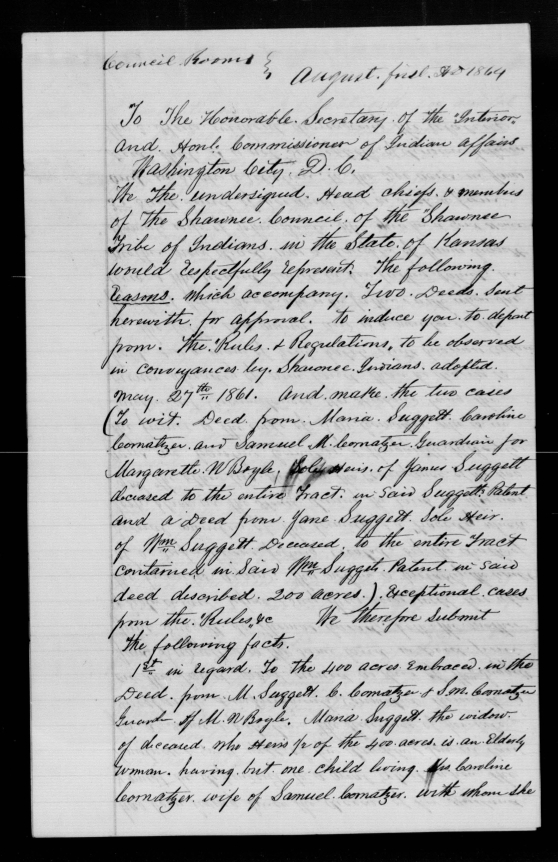 Council Rooms }
August first AD 1864
To The Honorable Secretary of the Interior
and Honl. Commissioner of Indian Affairs
Washington City, D. C.
We The undersigned Head chiefs & members
of The Shawnee Council of the Shawnee
Tribe of Indians in the State of Kansas
would Respectfully represent. The following
Reasons. which accompany. Two Deeds sent
herewith for approval. to induce you to depart
from. The "Rules & Regulations, to be observed
in conveyances by Shawnee Indians adopted.
May. 27th 1861. And make the two cases
(To wit. Deed from Maria Suggett. Caroline
Cornatzer and Samuel M. Cornatzer Guardian for
Margarette W Boyle, Sole Heirs. of James Suggett
deceased to the entire Tract. in said Suggetts Patent
and a Deed from Jane Suggett Sole Heir.
of Wm Suggett Deceased, to the entire Tract
contained in said Wm Suggets Patent in said
deed described. 200 acres.) Exceptional cases
from the. "Rules, &c We therefore submit
The following facts.
1st in regard. To the 400 acres Embraced in the
Deed. from M. Suggett. C. Cornatzer & S.M. Cornatzer
Guard of M. W Boyle. Maria Suggett the widow.
of deceased who Heirs ½ of the 400 acres. is an Elderly
woman. having but one child living. Mrs Caroline
Cornatzer. wife of Samuel Cornatzer. with whom she